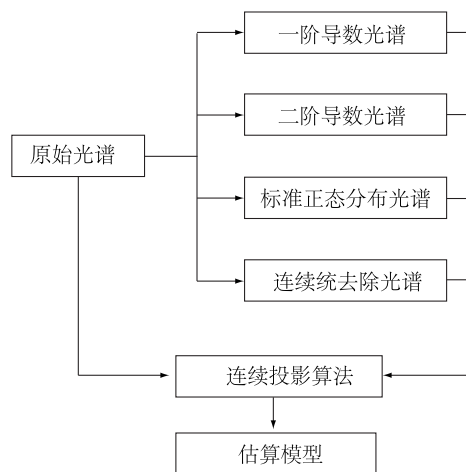 一阶导数光谱
二阶导数光谱
原始光谱
标准正态分布光谱
连续统去除光谱
连续投影算法
估算模型